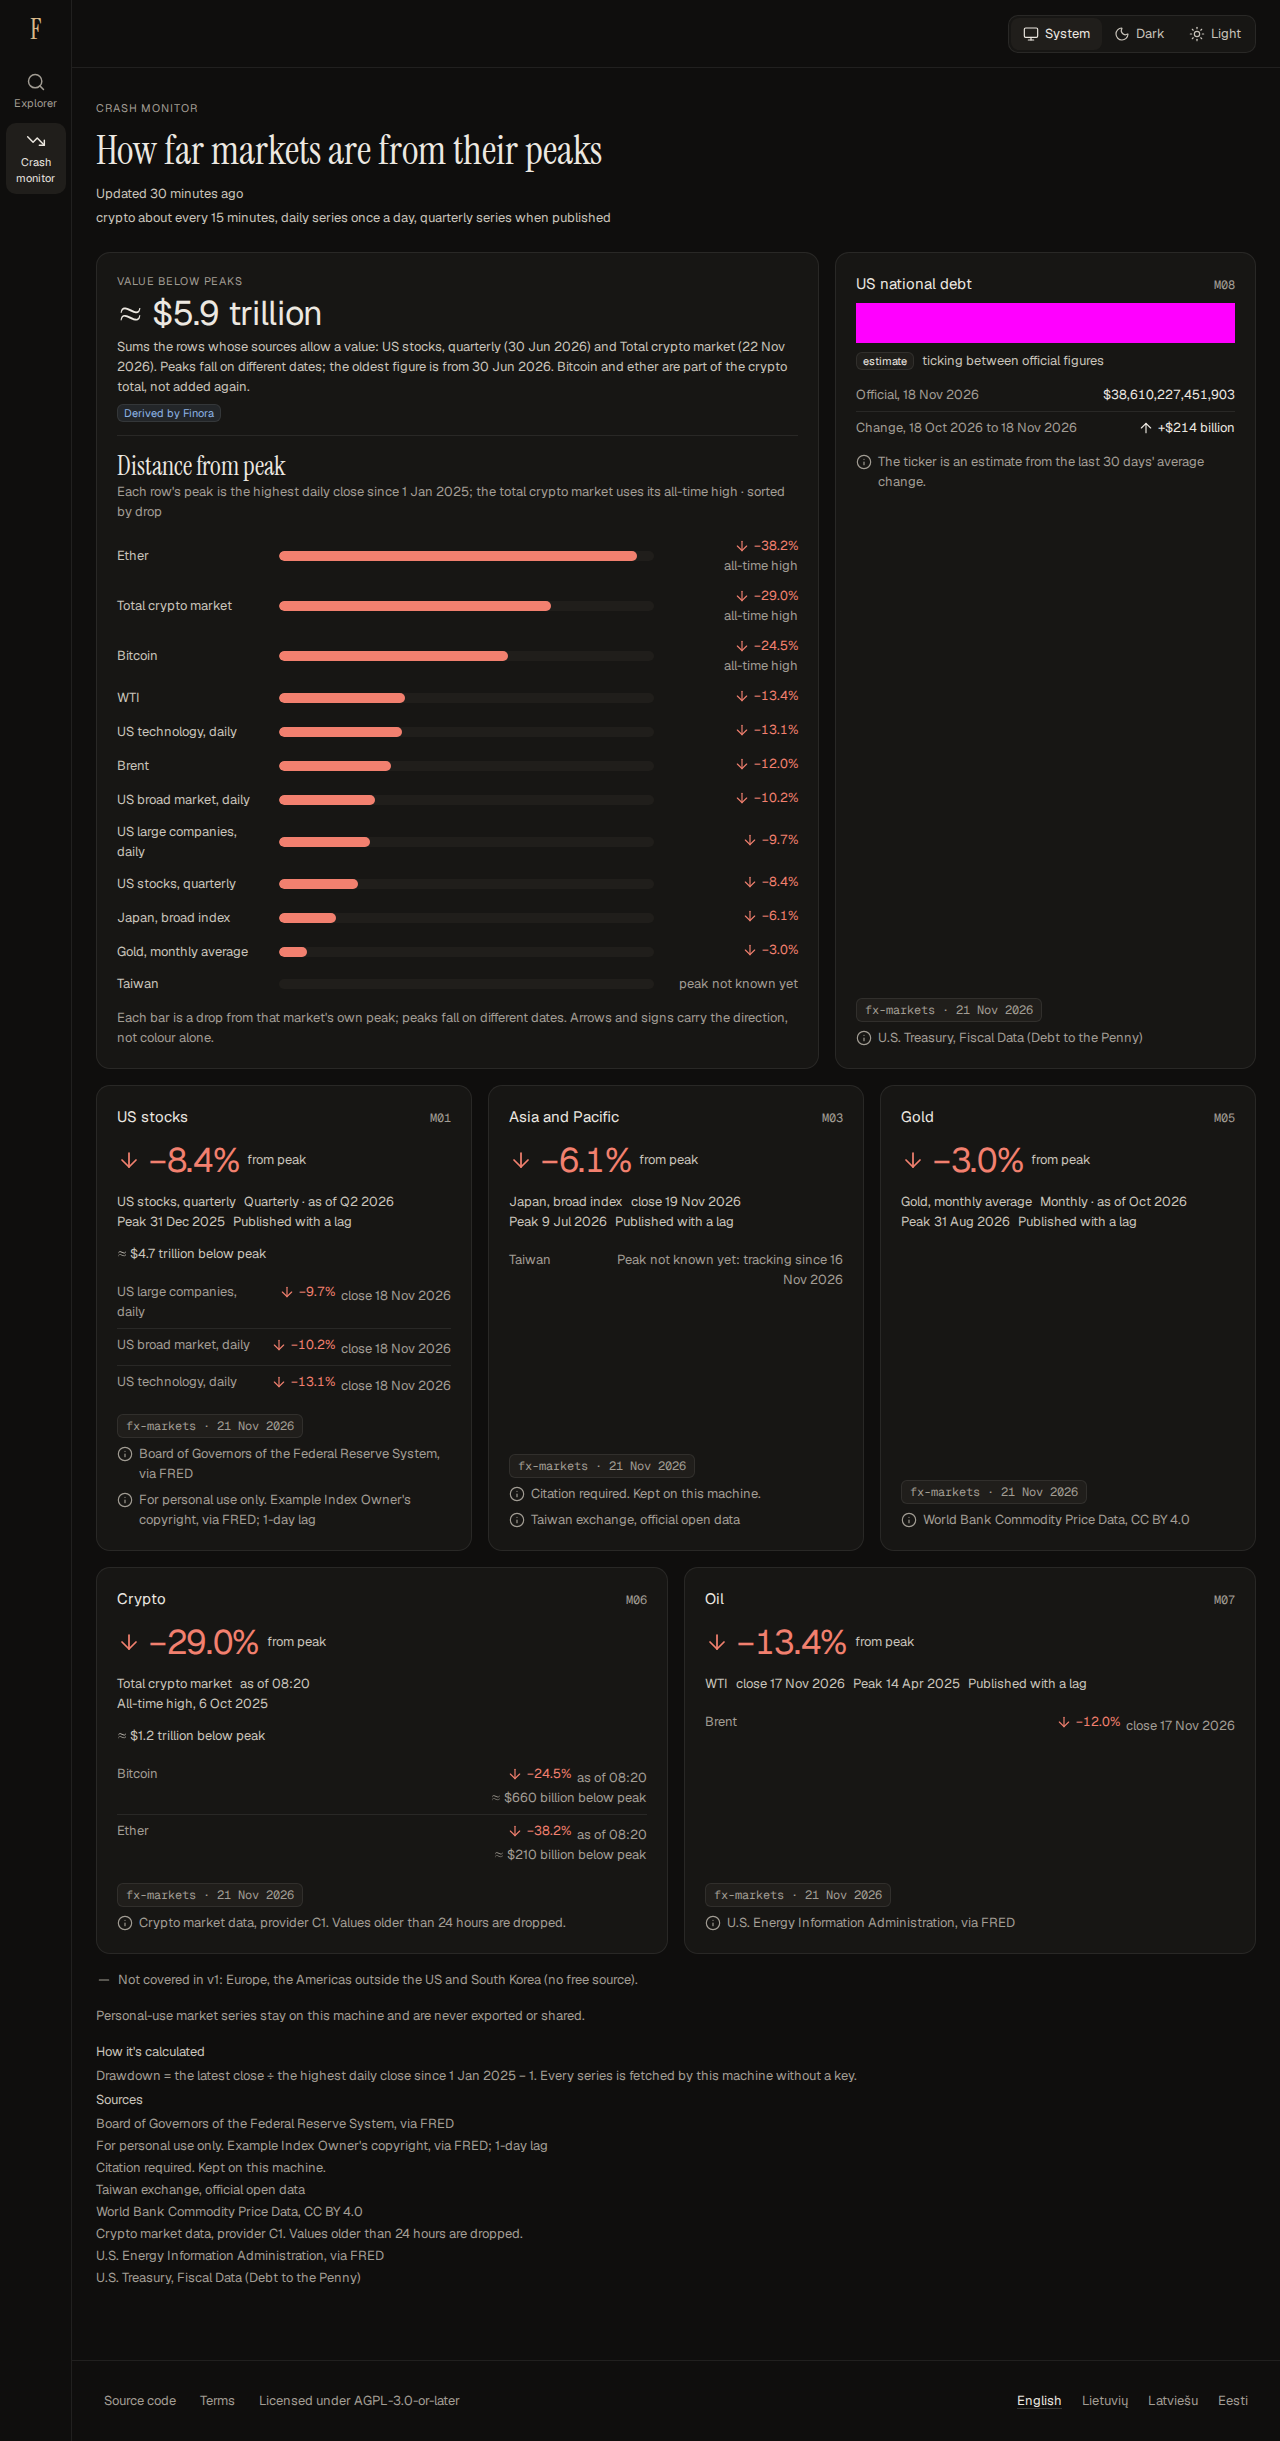 F
Explorer
Crash
monitor
System
Dark
Light
CRASH MONITOR
How far markets are from their peaks
Updated 30 minutes ago
crypto about every 15 minutes, daily series once a day, quarterly series when published
VALUE BELOW PEAKS
≈ $5.9 trillion
Sums the rows whose sources allow a value: US stocks, quarterly (30 Jun 2026) and Total crypto market (22 Nov
2026). Peaks fall on different dates; the oldest figure is from 30 Jun 2026. Bitcoin and ether are part of the crypto
total, not added again.
Derived by Finora
Distance from peak
Each row's peak is the highest daily close since 1 Jan 2025; the total crypto market uses its all-time high · sorted
by drop
Ether
↓ −38.2%
all-time high
Total crypto market
↓ −29.0%
all-time high
Bitcoin
↓ −24.5%
all-time high
WTI
↓ −13.4%
US technology, daily
↓ −13.1%
Brent
↓ −12.0%
US broad market, daily
↓ −10.2%
US large companies,
daily
↓ −9.7%
US stocks, quarterly
↓ −8.4%
Japan, broad index
↓ −6.1%
Gold, monthly average
↓ −3.0%
Taiwan
peak not known yet
Each bar is a drop from that market's own peak; peaks fall on different dates. Arrows and signs carry the direction,
not colour alone.
US national debt
M08
estimate ticking between official figures
Official, 18 Nov 2026
$38,610,227,451,903
Change, 18 Oct 2026 to 18 Nov 2026
↑ +$214 billion
The ticker is an estimate from the last 30 days' average
change.
fx-markets · 21 Nov 2026
U.S. Treasury, Fiscal Data (Debt to the Penny)
US stocks
M01
↓ −8.4% from peak
US stocks, quarterly Quarterly · as of Q2 2026
Peak 31 Dec 2025 Published with a lag
≈ $4.7 trillion below peak
US large companies,
daily
↓ −9.7% close 18 Nov 2026
US broad market, daily
↓ −10.2% close 18 Nov 2026
US technology, daily
↓ −13.1% close 18 Nov 2026
fx-markets · 21 Nov 2026
Board of Governors of the Federal Reserve System,
via FRED
For personal use only. Example Index Owner's
copyright, via FRED; 1-day lag
Asia and Pacific
M03
↓ −6.1% from peak
Japan, broad index close 19 Nov 2026
Peak 9 Jul 2026 Published with a lag
Taiwan
Peak not known yet: tracking since 16
Nov 2026
fx-markets · 21 Nov 2026
Citation required. Kept on this machine.
Taiwan exchange, official open data
Gold
M05
↓ −3.0% from peak
Gold, monthly average Monthly · as of Oct 2026
Peak 31 Aug 2026 Published with a lag
fx-markets · 21 Nov 2026
World Bank Commodity Price Data, CC BY 4.0
Crypto
M06
↓ −29.0% from peak
Total crypto market as of 08:20
All-time high, 6 Oct 2025
≈ $1.2 trillion below peak
Bitcoin
↓ −24.5% as of 08:20
≈ $660 billion below peak
Ether
↓ −38.2% as of 08:20
≈ $210 billion below peak
fx-markets · 21 Nov 2026
Crypto market data, provider C1. Values older than 24 hours are dropped.
Oil
M07
↓ −13.4% from peak
WTI close 17 Nov 2026 Peak 14 Apr 2025 Published with a lag
Brent
↓ −12.0% close 17 Nov 2026
fx-markets · 21 Nov 2026
U.S. Energy Information Administration, via FRED
— Not covered in v1: Europe, the Americas outside the US and South Korea (no free source).
Personal-use market series stay on this machine and are never exported or shared.
How it's calculated
Drawdown = the latest close ÷ the highest daily close since 1 Jan 2025 − 1. Every series is fetched by this machine without a key.
Sources
Board of Governors of the Federal Reserve System, via FRED
For personal use only. Example Index Owner's copyright, via FRED; 1-day lag
Citation required. Kept on this machine.
Taiwan exchange, official open data
World Bank Commodity Price Data, CC BY 4.0
Crypto market data, provider C1. Values older than 24 hours are dropped.
U.S. Energy Information Administration, via FRED
U.S. Treasury, Fiscal Data (Debt to the Penny)
Source code
Terms
Licensed under AGPL-3.0-or-later
English
Lietuvių
Latviešu
Eesti